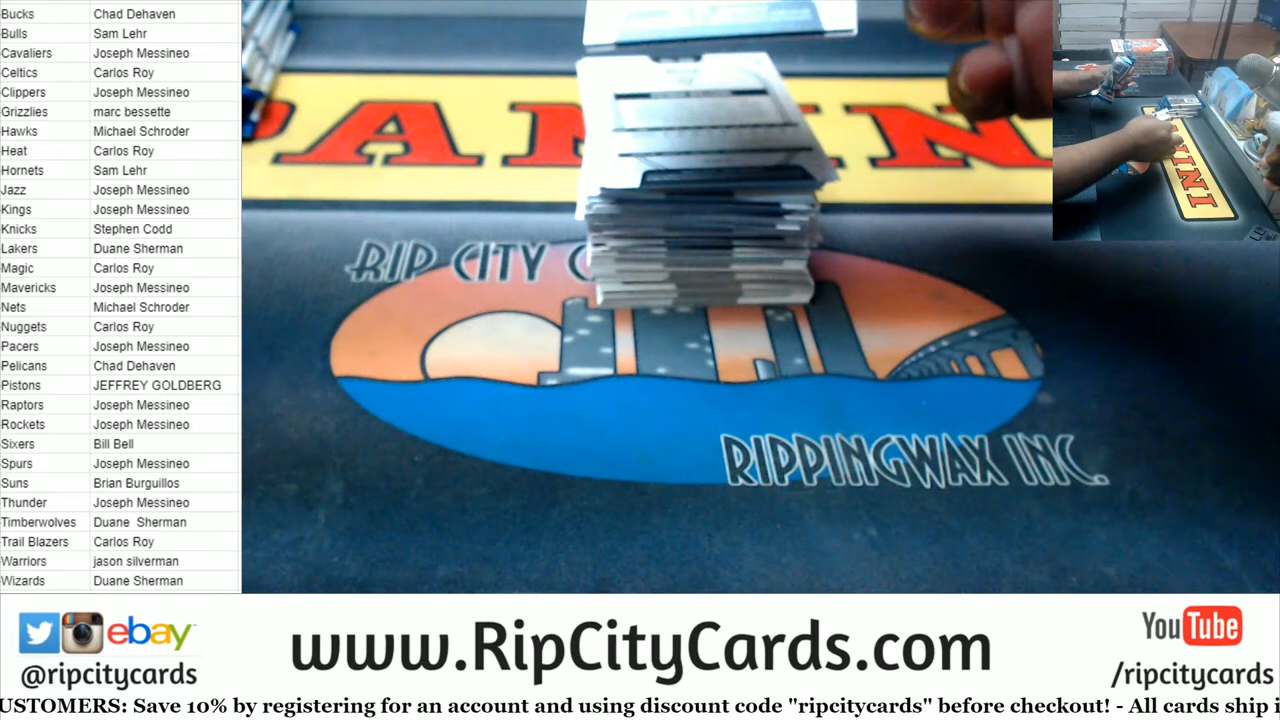 Bucks Chad Dehaven
Bulls Sam Lehr
Cavaliers Joseph Messineo
Celtics Carlos Roy
Clippers Joseph Messineo
Grizzlies marc bessette
Hawks Michael Schroder
Heat Carlos Roy
Hornets Sam Lehr
Jazz Joseph Messineo
Kings Joseph Messineo
Knicks Stephen Codd
Lakers Duane Sherman
Magic Carlos Roy
Mavericks Joseph Messineo
Nets Michael Schroder
Nuggets Carlos Roy
Pacers Joseph Messineo
Pelicans Chad Dehaven
Pistons JEFFREY GOLDBERG
Raptors Joseph Messineo
Rockets Joseph Messineo
Sixers Bill Bell
Spurs Joseph Messineo
Suns Brian Burguillos
Thunder Joseph Messineo
Timberwolves Duane Sherman
Trail Blazers Carlos Roy
Warriors jason silverman
Wizards Duane Sherman
PANIN
RIP CITY C
RIPPINGWAX INC.
INI
ebay
@ripcitycards
www.RipCityCards.com
YouTube
/ripcitycards
USTOMERS: Save 10% by registering for an account and using discount code "ripcitycards" before checkout! - All cards ship